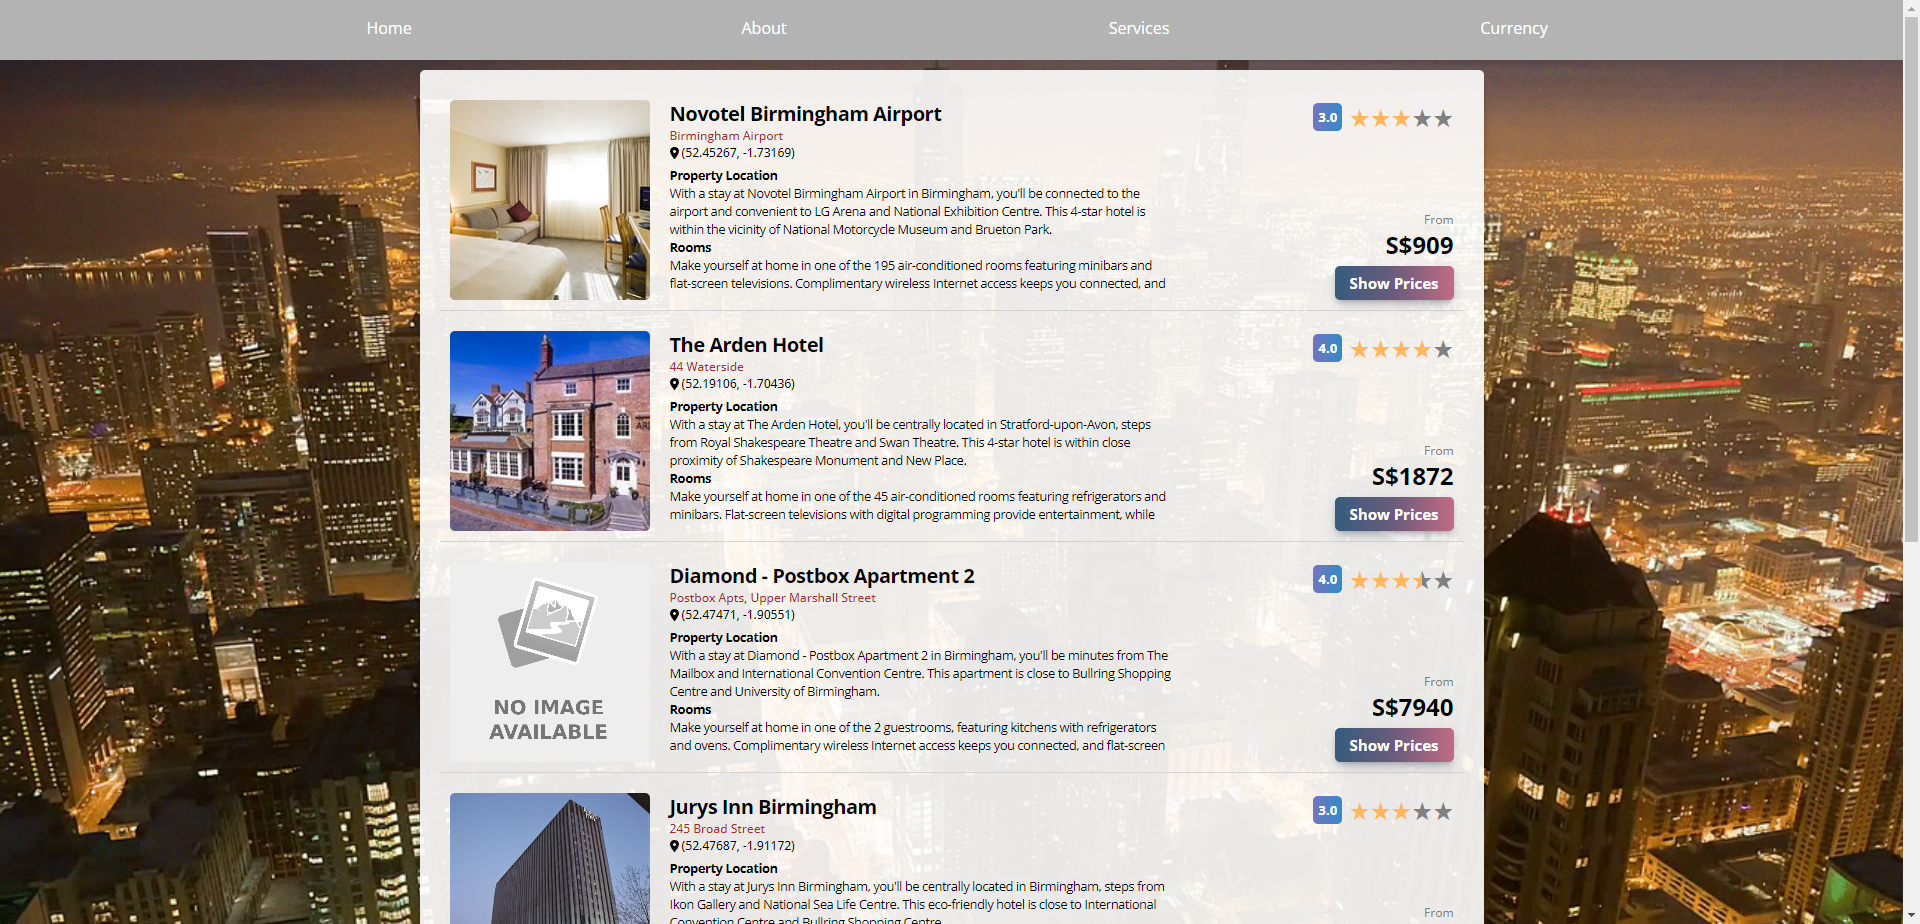 Home About Services Currency
Novotel Birmingham Airport
3.0
Birmingham Airport
(52.45267, -1.73169)
Property Location
With a stay at Novotel Birmingham Airport in Birmingham, you'll be connected to the
airport and convenient to LG Arena and National Exhibition Centre. This 4-star hotel is
within the vicinity of National Motorcycle Museum and Brueton Park.
Rooms
Make yourself at home in one of the 195 air-conditioned rooms featuring minibars and
flat-screen televisions. Complimentary wireless Internet access keeps you connected, and
From
S$909
Show Prices
The Arden Hotel
4.0
44 Waterside
(52.19106, -1.70436)
Property Location
With a stay at The Arden Hotel, you'll be centrally located in Stratford-upon-Avon, steps
from Royal Shakespeare Theatre and Swan Theatre. This 4-star hotel is within close
proximity of Shakespeare Monument and New Place.
Rooms
Make yourself at home in one of the 45 air-conditioned rooms featuring refrigerators and
minibars. Flat-screen televisions with digital programming provide entertainment, while
From
S$1872
Show Prices
NO IMAGE
AVAILABLE
Diamond - Postbox Apartment 2
4.0
Postbox Apts, Upper Marshall Street
(52.47471, -1.90551)
Property Location
With a stay at Diamond - Postbox Apartment 2 in Birmingham, you'll be minutes from The
Mailbox and International Convention Centre. This apartment is close to Bullring Shopping
Centre and University of Birmingham.
Rooms
Make yourself at home in one of the 2 guestrooms, featuring kitchens with refrigerators
and ovens. Complimentary wireless Internet access keeps you connected, and flat-screen
From
S$7940
Show Prices
Jurys Inn Birmingham
3.0
245 Broad Street
(52.47687, -1.91172)
Property Location
With a stay at Jurys Inn Birmingham, you'll be centrally located in Birmingham, steps from
Ikon Gallery and National Sea Life Centre. This eco-friendly hotel is close to International
Convention Centre and Bullring Shopping Centre.
From